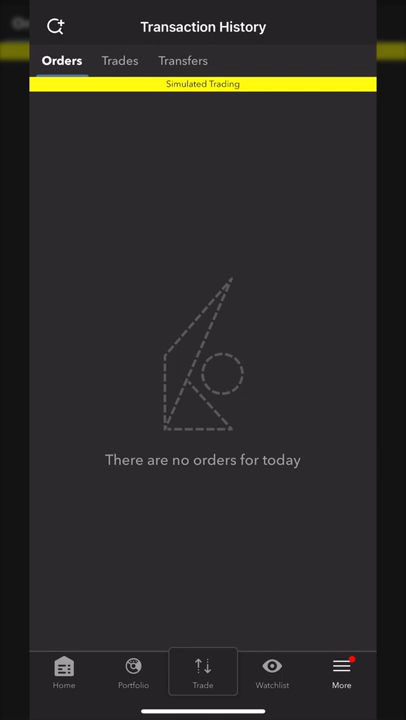 Transaction History
Orders Trades Transfers
Simulated Trading
There are no orders for today
Home Portfolio Trade Watchlist More